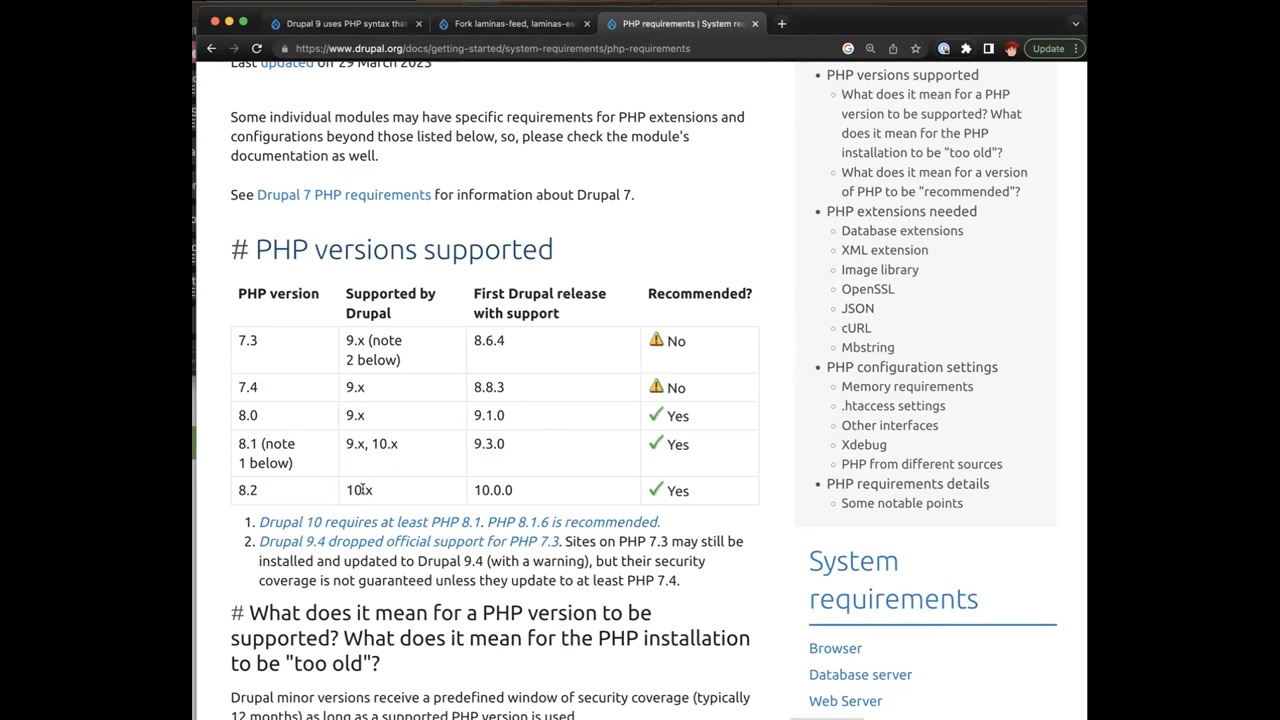 Drupal 9 uses PHP syntax that
Fork laminas-feed, laminas-es
PHP requirements | System re
https://www.drupal.org/docs/getting-started/system-requirements/php-requirements
Update
Last updated on 29 March 2023
Some individual modules may have specific requirements for PHP extensions and
configurations beyond those listed below, so, please check the module's
documentation as well.
See Drupal 7 PHP requirements for information about Drupal 7.
# PHP versions supported
PHP version Supported by Drupal First Drupal release with support Recommended?
7.3 9.x (note 2 below) 8.6.4 No
7.4 9.x 8.8.3 No
8.0 9.x 9.1.0 Yes
8.1 (note 1 below) 9.x, 10.x 9.3.0 Yes
8.2 10.x 10.0.0 Yes
1. Drupal 10 requires at least PHP 8.1. PHP 8.1.6 is recommended.
2. Drupal 9.4 dropped official support for PHP 7.3. Sites on PHP 7.3 may still be
installed and updated to Drupal 9.4 (with a warning), but their security
coverage is not guaranteed unless they update to at least PHP 7.4.
# What does it mean for a PHP version to be
supported? What does it mean for the PHP installation
to be "too old"?
Drupal minor versions receive a predefined window of security coverage (typically
12 months) as long as a supported PHP version is used.
PHP versions supported
What does it mean for a PHP
version to be supported? What
does it mean for the PHP
installation to be "too old"?
What does it mean for a version
of PHP to be "recommended"?
PHP extensions needed
Database extensions
XML extension
Image library
OpenSSL
JSON
cURL
Mbstring
PHP configuration settings
Memory requirements
.htaccess settings
Other interfaces
Xdebug
PHP from different sources
PHP requirements details
Some notable points
System
requirements
Browser
Database server
Web Server